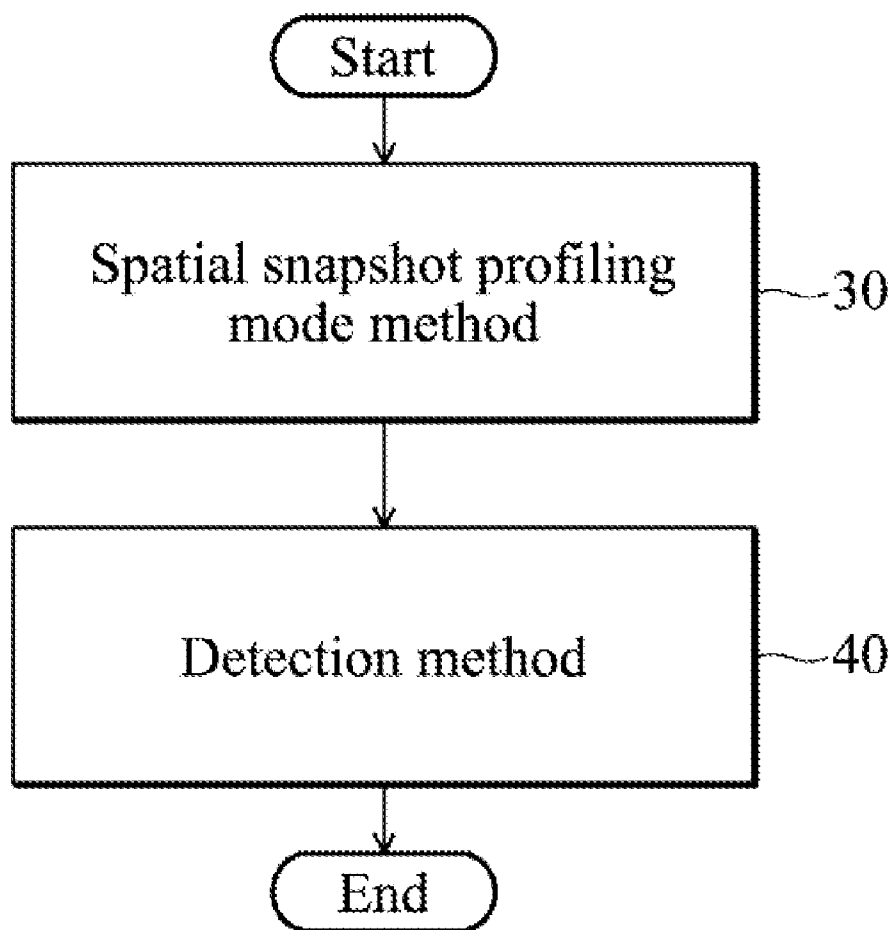 Start
Spatial snapshot profiling
mode method
30
Detection method
40
End